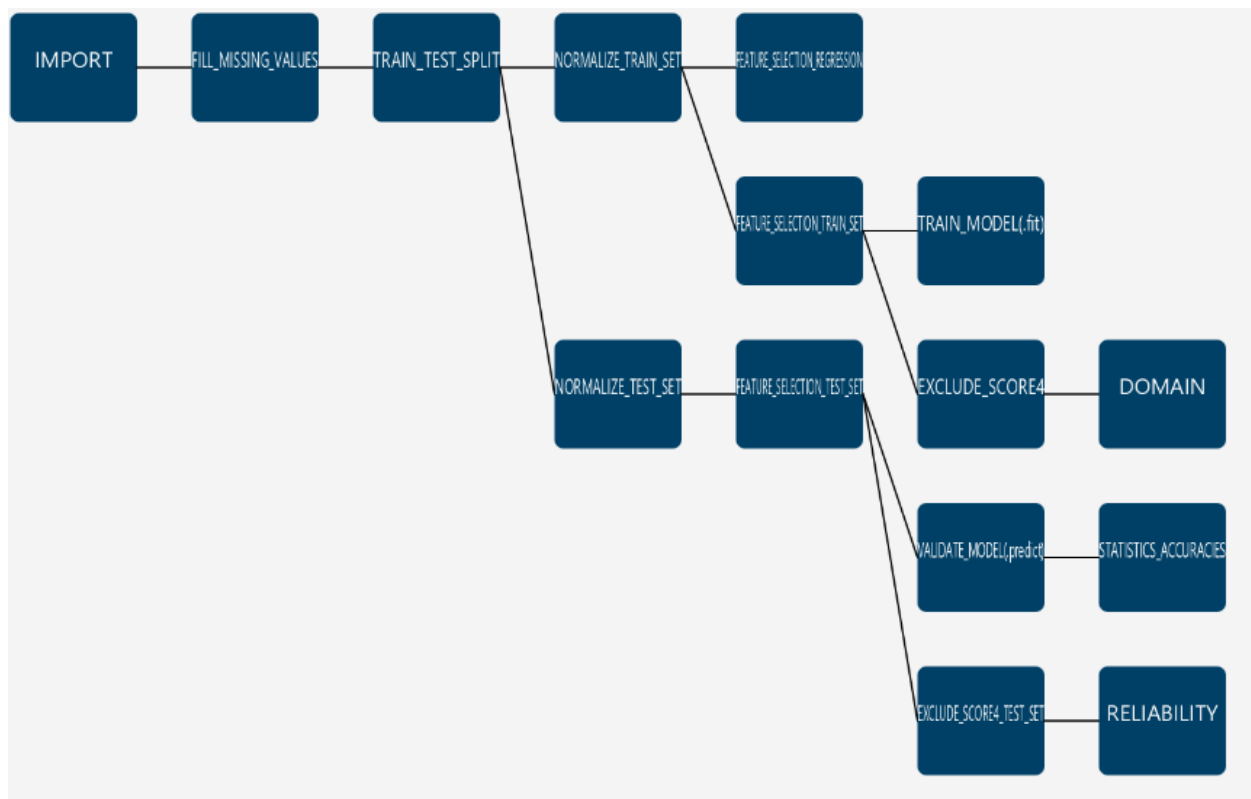 IMPORT
FILL_MISSING_VALUES
TRAIN_TEST_SPLIT
NORMALIZE_TRAIN_SET
FEATURE_SELECTION_REGRESSION
FEATURE_SELECTION_TRAIN_SET
TRAIN_MODEL(.fit)
NORMALIZE_TEST_SET
FEATURE_SELECTION_TEST_SET
EXCLUDE_SCORE4
DOMAIN
VALIDATE_MODEL(.predict)
STATISTICS_ACCURACIES
EXCLUDE_SCORE4_TEST_SET
RELIABILITY